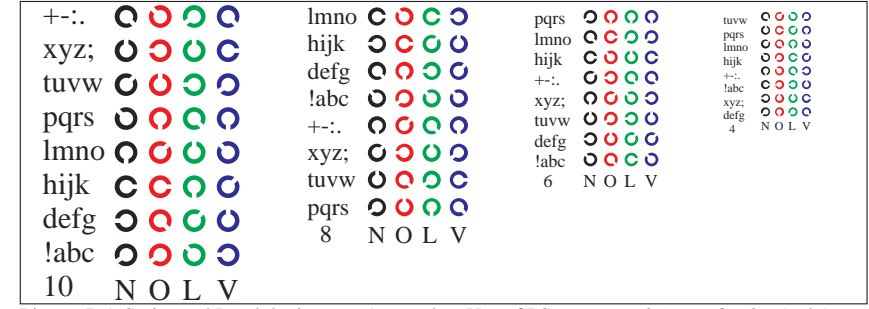 +-:.
xyz;
tuvw
pqrs
lmno
hijk
defg
!abc
10 N O L V
lmno
hijk
defg
!abc
+-:.
xyz;
tuvw
pqrs
8 N O L V
pqrs
lmno
hijk
+-:.
xyz;
tuvw
defg
!abc
6 N O L V
tuvw
pqrs
lmno
hijk
+-:.
!abc
xyz;
defg
4 N O L V